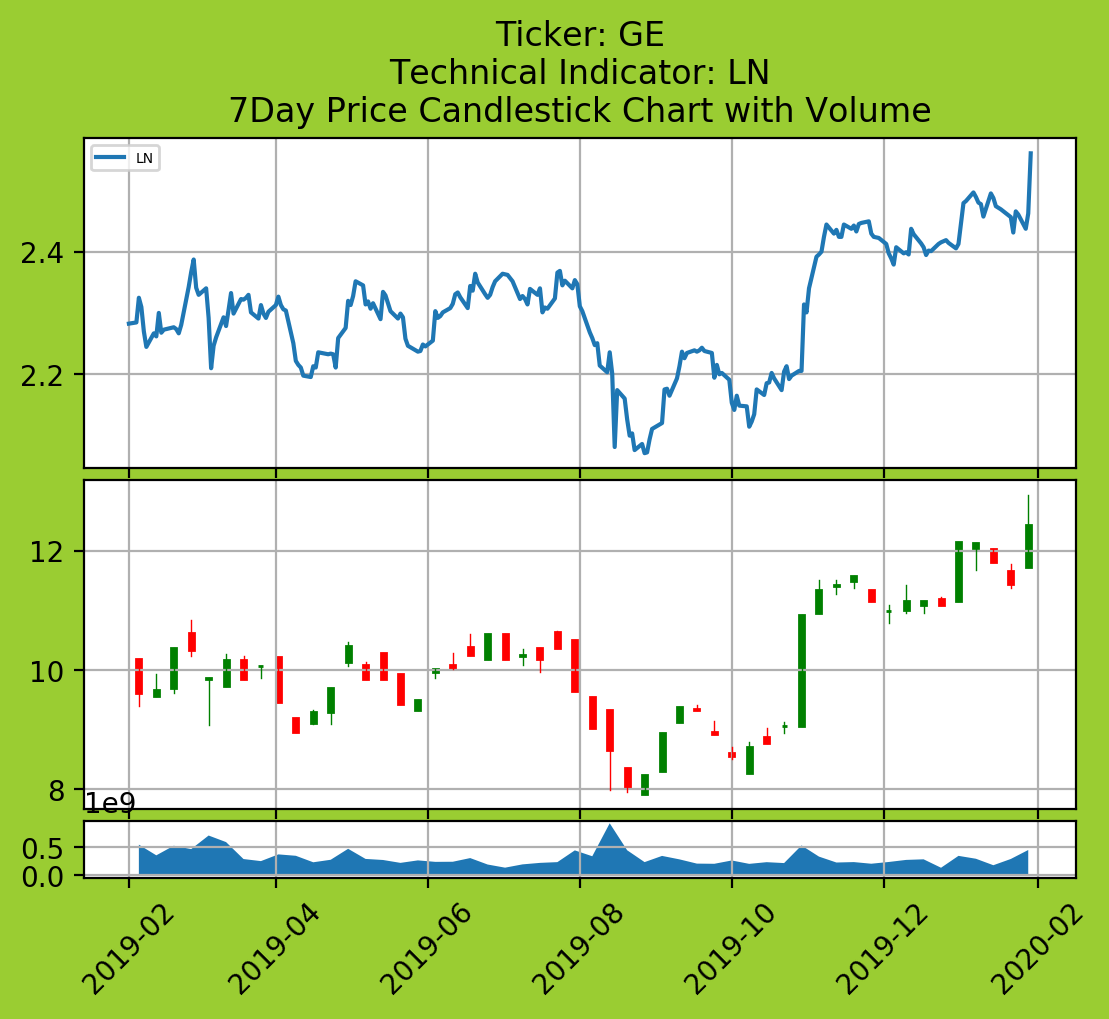 Ticker: GE
Technical Indicator: LN
7Day Price Candlestick Chart with Volume
LN
2.4
2.2
12
10
8
1e9
0.5
0.0
2019-02
2019-04
2019-06
2019-08
2019-10
2019-12
2020-02